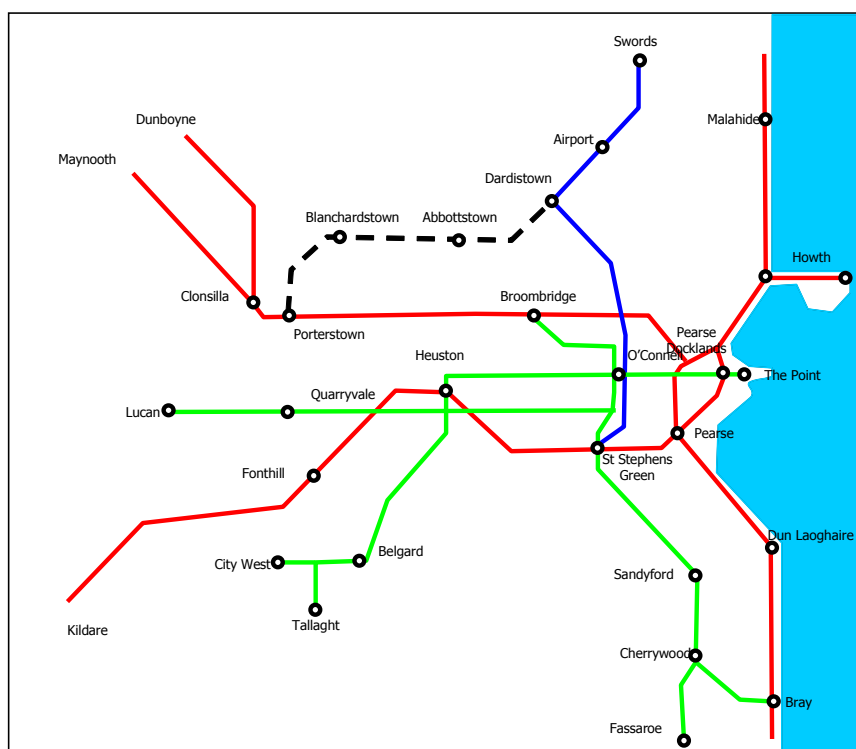 Swords
Dunboyne
Malahide
Airport
Maynooth
Dardistown
Blanchardstown
Abbottstown
Howth
Clonsilla
Broombridge
Porterstown
Pearse
Docklands
Heuston
O'Connell
The Point
Quarryvale
Lucan
Pearse
St Stephens
Green
Fonthill
Dun Laoghaire
Belgard
City West
Sandyford
Tallaght
Kildare
Cherrywood
Bray
Fassaroe